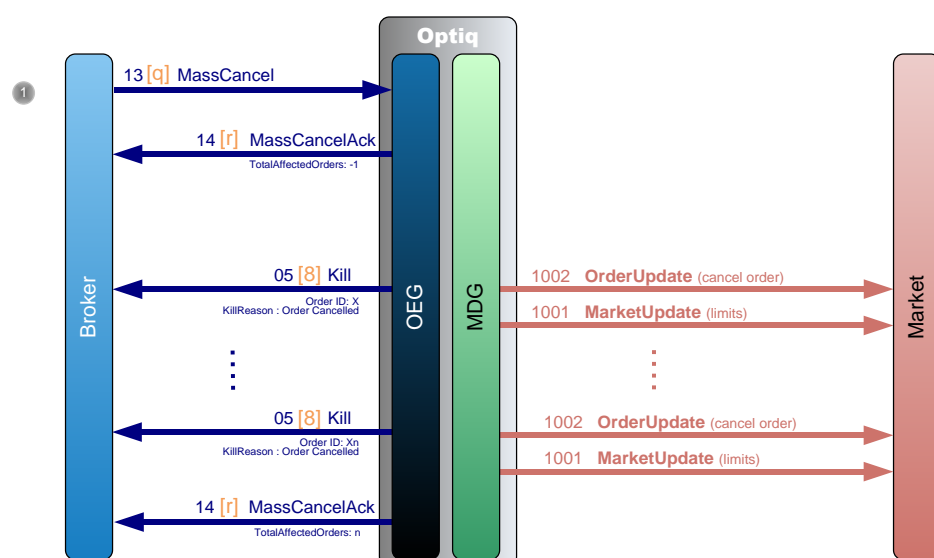 Optiq
1
13 [q] MassCancel
14 [r] MassCancelAck
TotalAffectedOrders: -1
Broker
OEG
MDG
Market
05 [8] Kill
Order ID: X
KillReason : Order Cancelled
1002 OrderUpdate (cancel order)
1001 MarketUpdate (limits)
05 [8] Kill
Order ID: Xn
KillReason : Order Cancelled
1002 OrderUpdate (cancel order)
1001 MarketUpdate (limits)
14 [r] MassCancelAck
TotalAffectedOrders: n